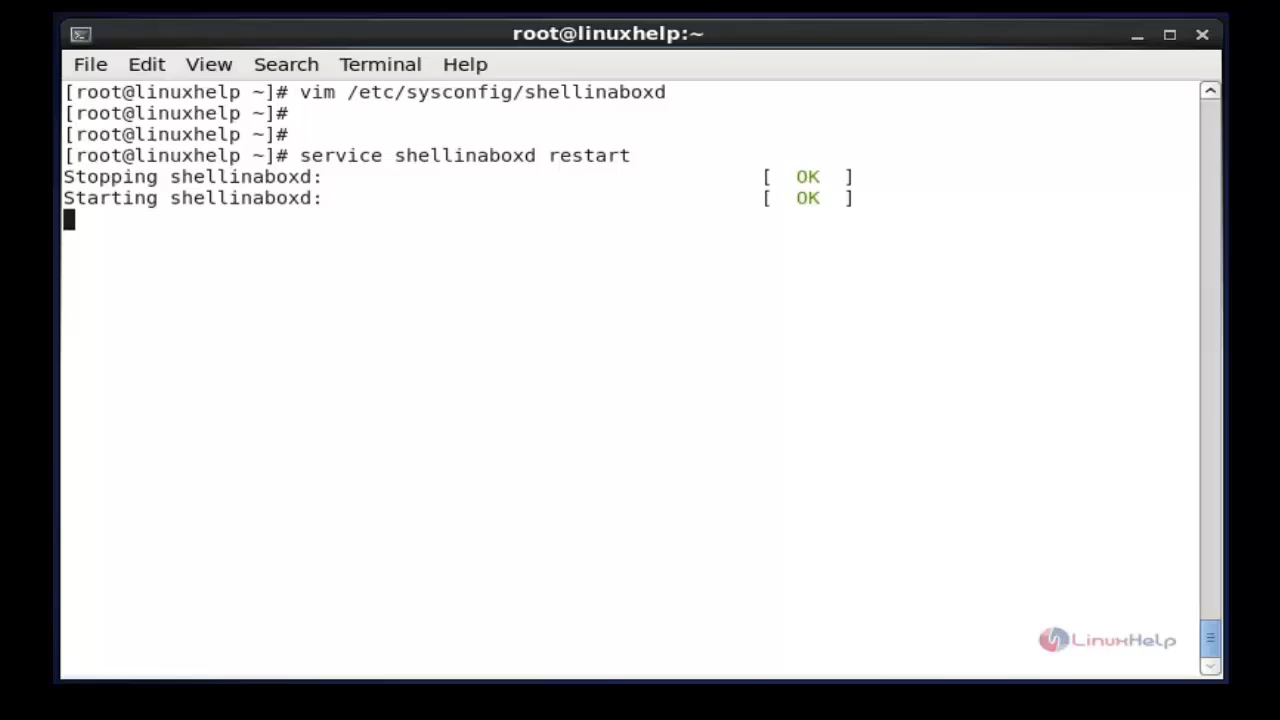 root@linuxhelp:~
File Edit View Search Terminal Help
[root@linuxhelp ~]# vim /etc/sysconfig/shellinaboxd
[root@linuxhelp ~]#
[root@linuxhelp ~]#
[root@linuxhelp ~]# service shellinaboxd restart
Stopping shellinaboxd: [ OK ]
Starting shellinaboxd: [ OK ]
LinuxHelp